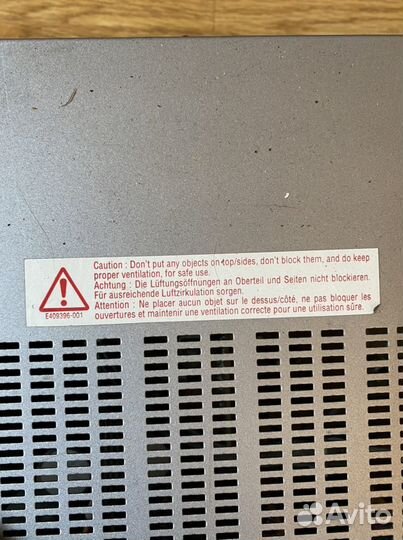 Caution : Don't put any objects on top/sides, don't block them, and do keep
proper ventilation, for safe use.
Achtung : Die Lüftungsöffnungen an Oberteil und Seiten nicht blockieren.
Für ausreichende Luftzirkulation sorgen.
Attention : Ne placer aucun objet sur le dessus/côté, ne pas bloquer les
ouvertures et maintenir une ventilation correcte pour une utilisation sûre.
E409396-001
Avito